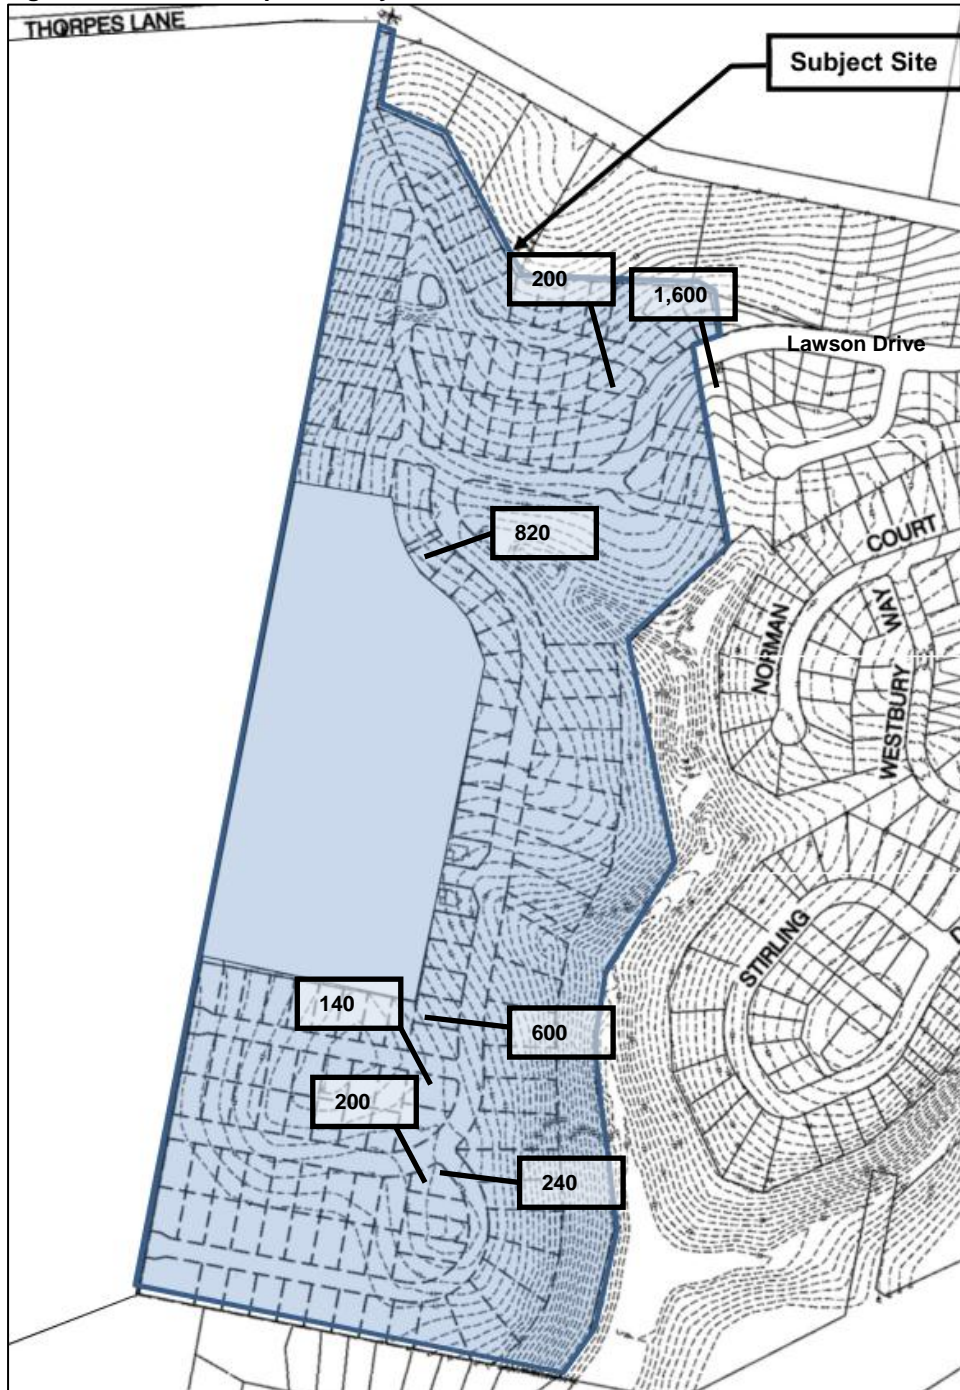 THORPES LANE
Subject Site
200
1,600
Lawson Drive
820
COURT
NORMAN
WAY
WESTBURY
STIRLING
140
600
200
240